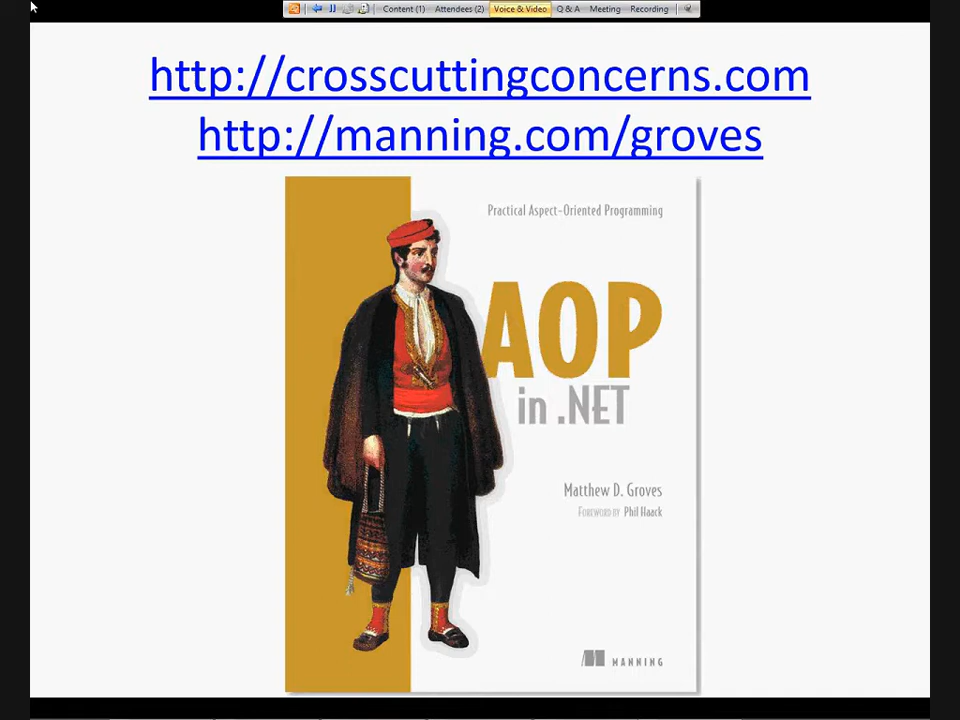 Content (1) Attendees (2) Voice & Video Q & A Meeting Recording
http://crosscuttingconcerns.com
http://manning.com/groves
Practical Aspect-Oriented Programming
AOP
in .NET
Matthew D. Groves
FOREWORD BY Phil Haack
MANNING